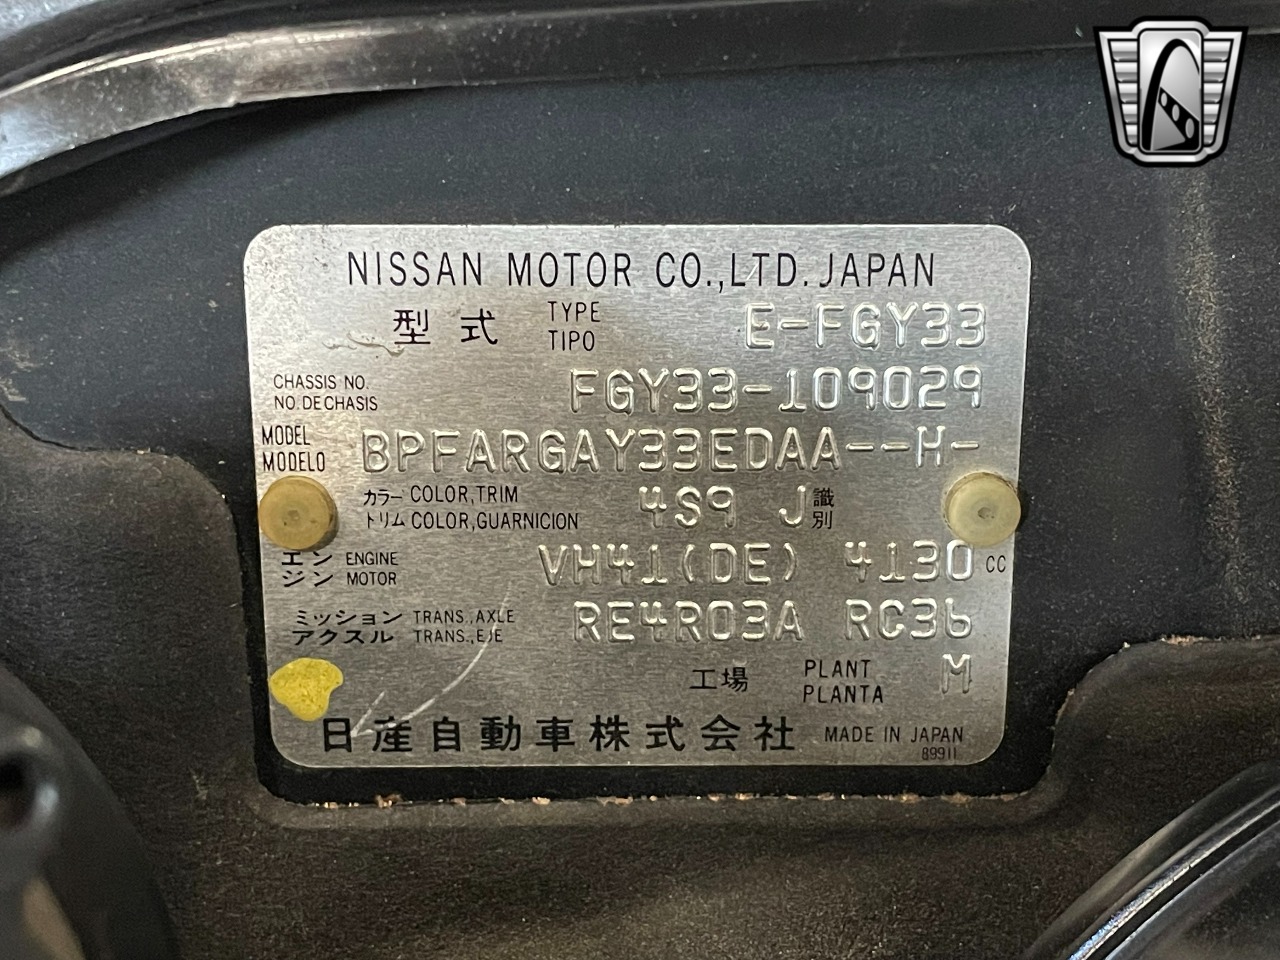 NISSAN MOTOR CO.,LTD. JAPAN
型式 TYPE E-FGY33
TIPO
CHASSIS NO. FGY33-109029
NO. DE CHASIS
MODEL BPFARGAY33EDAA--H-
MODELO
カラー COLOR, TRIM 4S9 J 識別
トリム COLOR, GUARNICION
エンジン ENGINE VH41(DE) 4130 CC
MOTOR
ミッション TRANS., AXLE RE4R03A RC36
アクスル TRANS., EJE
工場 PLANT M
PLANTA
日産自動車株式会社 MADE IN JAPAN
89911